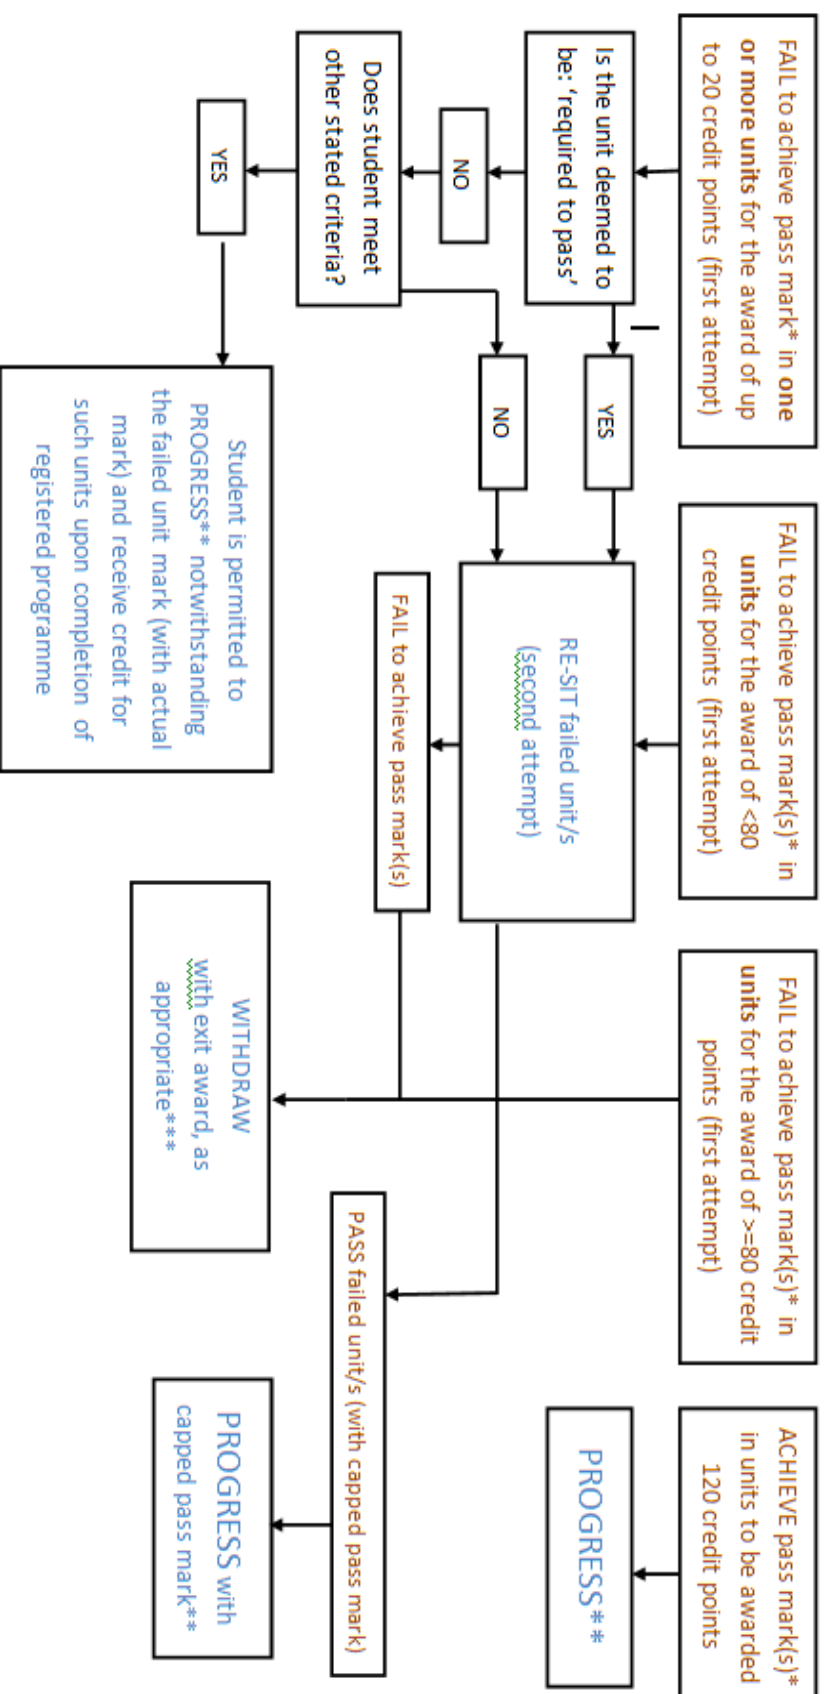 FAIL to achieve pass mark* in one
or more units for the award of up
to 20 credit points (first attempt)
FAIL to achieve pass mark(s)* in
units for the award of <80
credit points (first attempt)
FAIL to achieve pass mark(s)* in
units for the award of >=80 credit
points (first attempt)
ACHIEVE pass mark(s)*
in units to be awarded
120 credit points
Is the unit deemed to
be: ‘required to pass’
YES
NO
Does student meet
other stated criteria?
NO
YES
RE-SIT failed unit/s
(second attempt)
PROGRESS**
FAIL to achieve pass mark(s)
PASS failed unit/s (with capped pass mark)
Student is permitted to
PROGRESS** notwithstanding
the failed unit mark (with actual
mark) and receive credit for
such units upon completion of
registered programme
WITHDRAW
with exit award, as
appropriate***
PROGRESS with
capped pass mark**